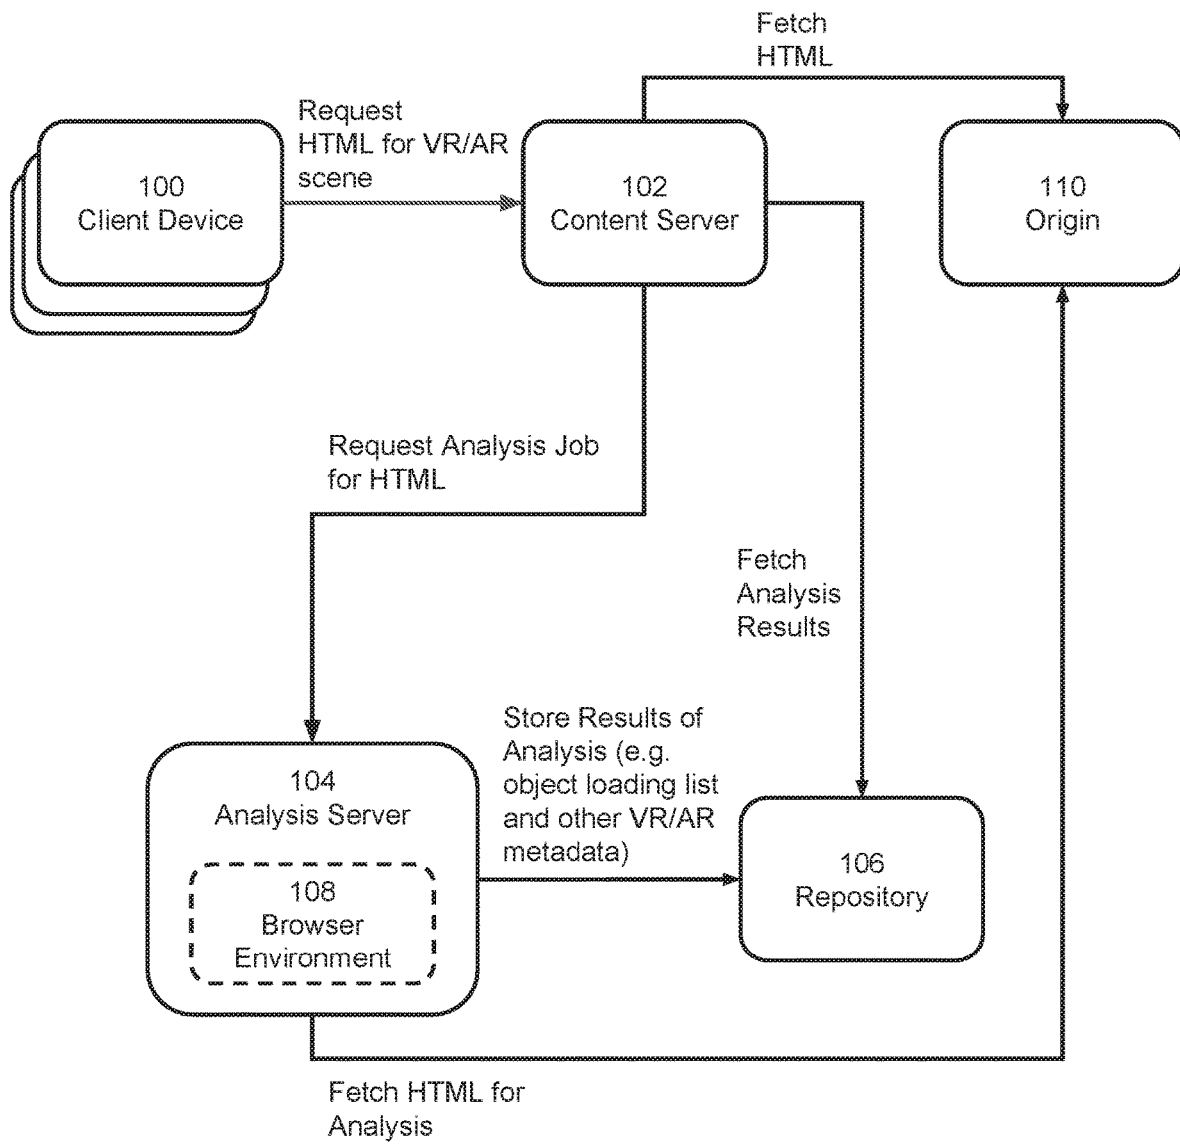 Fetch
HTML
Request
HTML for VR/AR
scene
100
Client Device
102
Content Server
110
Origin
Request Analysis Job
for HTML
Fetch
Analysis
Results
Store Results of
Analysis (e.g.
object loading list
and other VR/AR
metadata)
104
Analysis Server
108
Browser
Environment
106
Repository
Fetch HTML for
Analysis